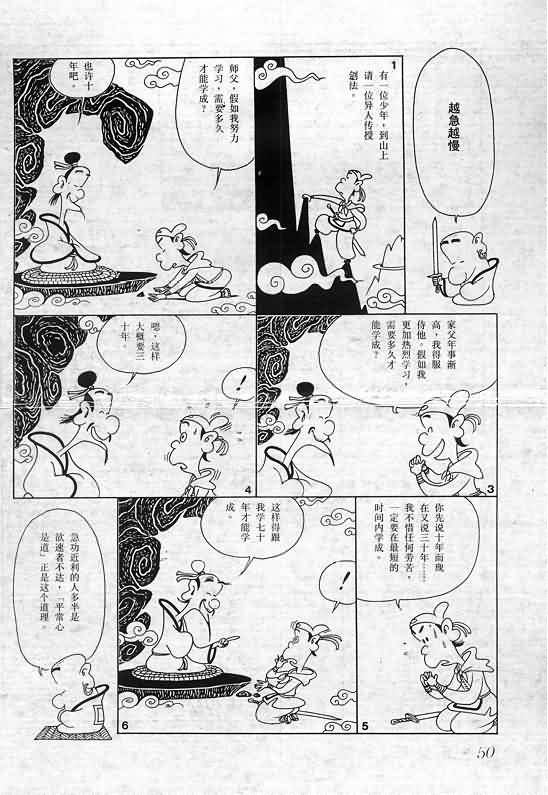 越急越慢
1
有一位少年，到山上
请一位异人传授
剑法。
师父，假如我努力
学习，需要多久
才能学成？
也许十
年吧。
家父年事渐
高，我得服
侍他。假如我
更加热烈学习，
需要多久才
能学成？
3
嗯，这样
大概要三
十年。
！
4
你先说十年而现
在又说三十年……
我不惜任何劳苦，
一定要在最短的
时间内学成。
5
这样得跟
我学七十
年才能学
成。
！
6
急功近利的人多半是
欲速者不达，「平常心
是道」正是这个道理。
50